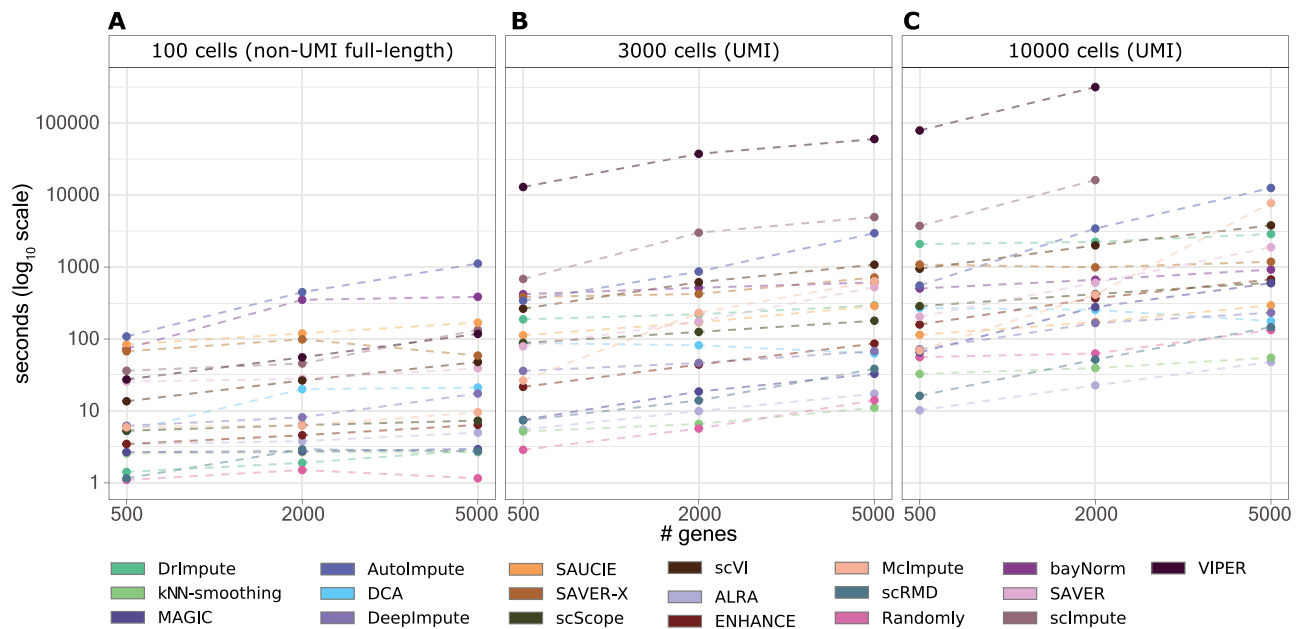 A B C
100 cells (non-UMI full-length) 3000 cells (UMI) 10000 cells (UMI)
100000
10000
1000
100
10
1
seconds (log10 scale)
500 2000 5000 500 2000 5000 500 2000 5000
# genes
DrImpute AutoImpute SAUCIE scVI McImpute bayNorm VIPER
kNN-smoothing DCA SAVER-X ALRA scRMD SAVER
MAGIC DeepImpute scScope ENHANCE Randomly scImpute